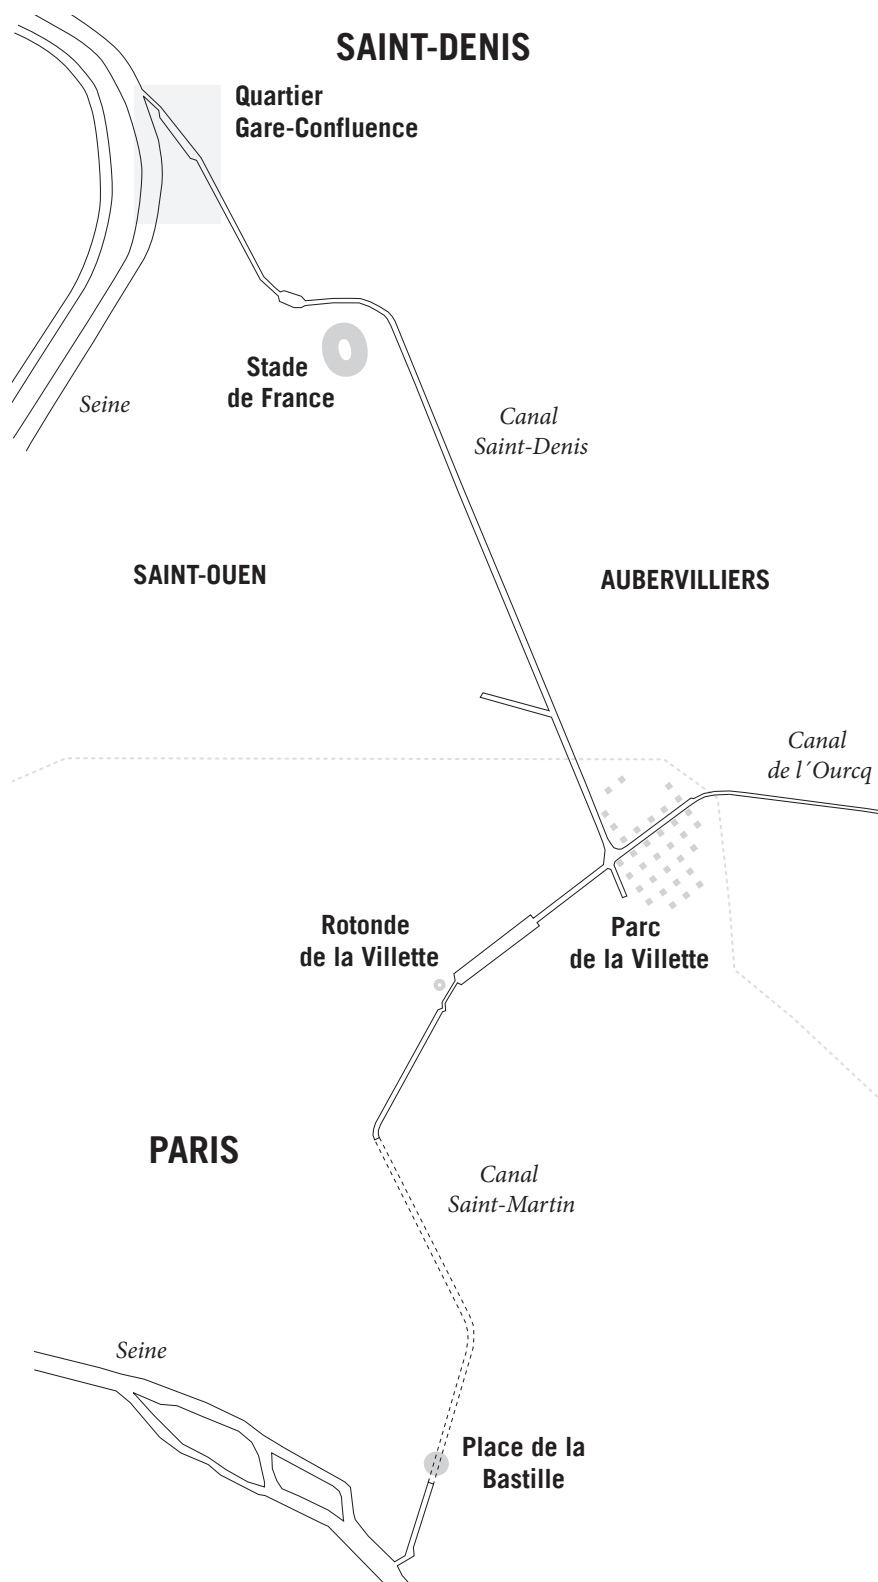 SAINT-DENIS
Quartier
Gare-Confluence
Stade
de France
Seine
Canal
Saint-Denis
SAINT-OUEN
AUBERVILLIERS
Canal
de l´Ourcq
Rotonde
de la Villette
Parc
de la Villette
PARIS
Canal
Saint-Martin
Seine
Place de la
Bastille